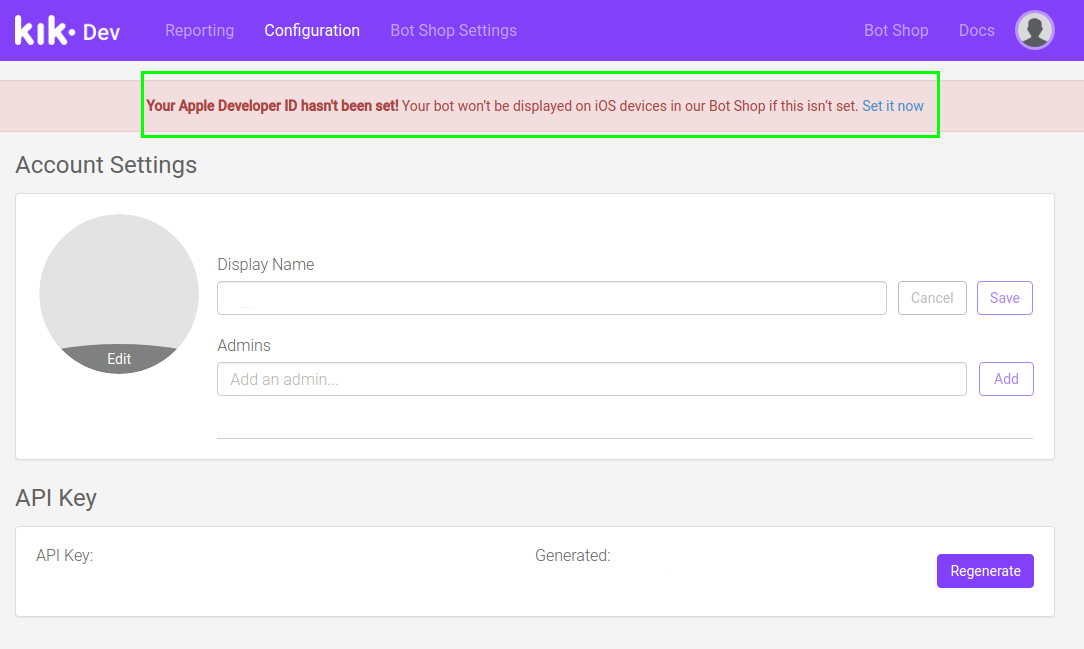 kik· Dev Reporting Configuration Bot Shop Settings Bot Shop Docs
Your Apple Developer ID hasn't been set! Your bot won't be displayed on iOS devices in our Bot Shop if this isn't set. Set it now
Account Settings
Display Name
Cancel Save
Edit
Admins
Add an admin... Add
API Key
API Key: Generated:
Regenerate